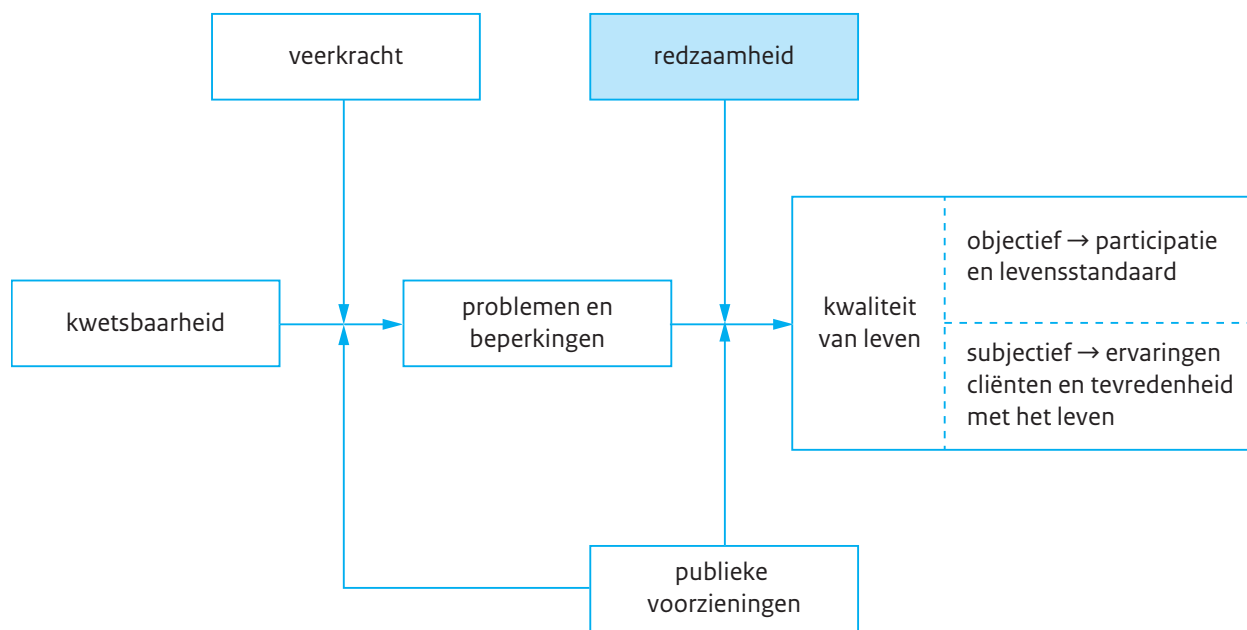 veerkracht
redzaamheid
kwetsbaarheid
problemen en
beperkingen
kwaliteit
van leven
objectief → participatie
en levensstandaard
subjectief → ervaringen
cliënten en tevredenheid
met het leven
publieke
voorzieningen